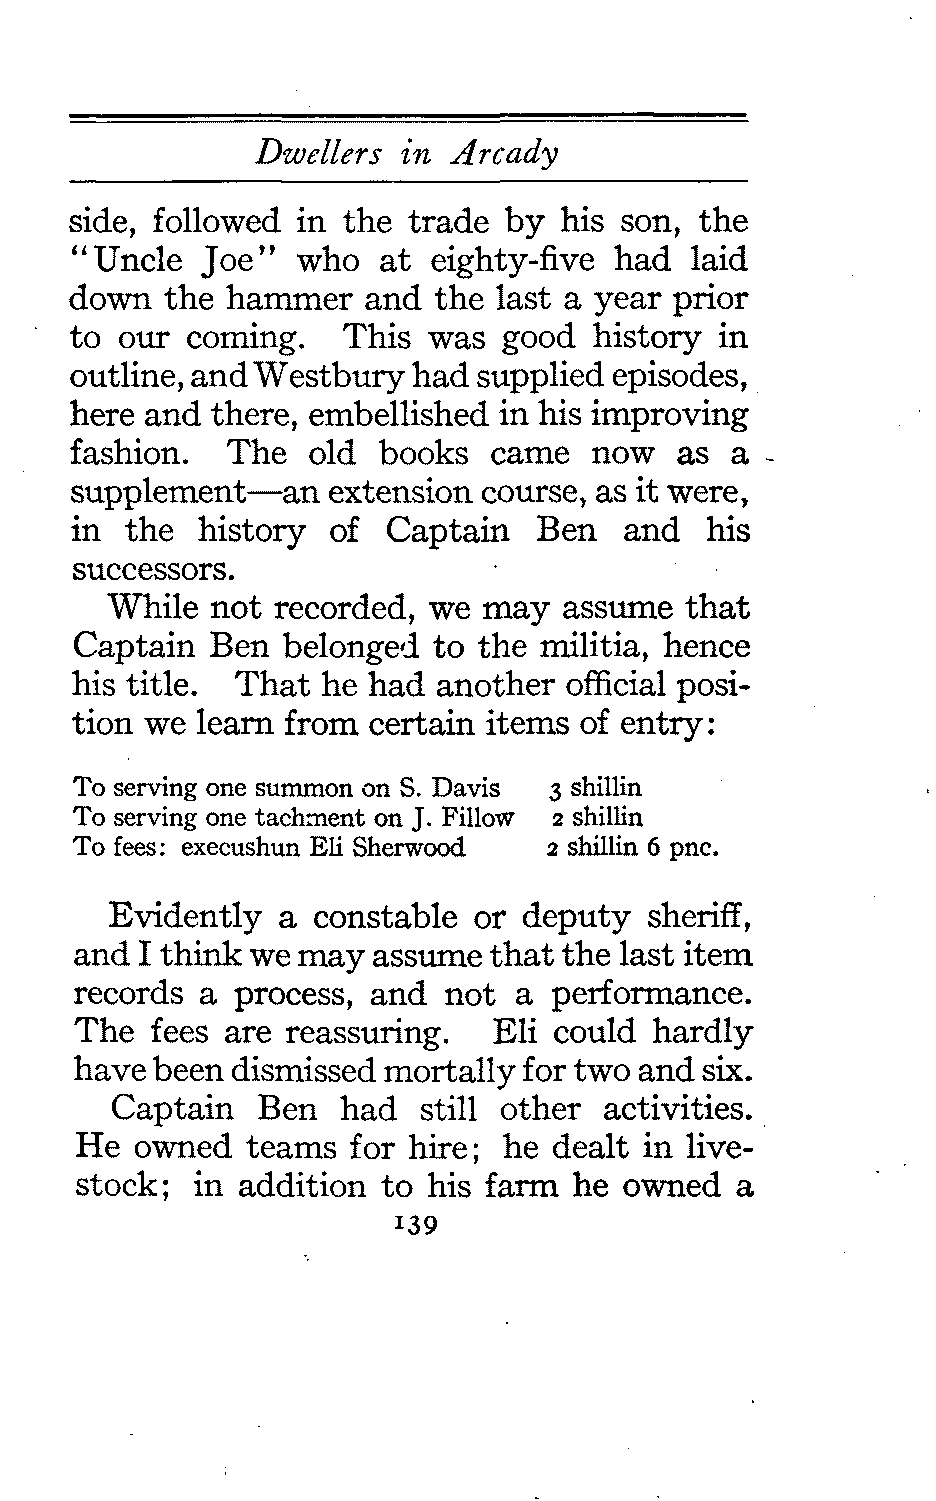 Dwellers in Arcady
side, followed in the trade by his son, the
“Uncle Joe” who at eighty-five had laid
down the hammer and the last a year prior
to our coming. This was good history in
outline, and Westbury had supplied episodes,
here and there, embellished in his improving
fashion. The old books came now as a
supplement—an extension course, as it were,
in the history of Captain Ben and his
successors.
While not recorded, we may assume that
Captain Ben belonged to the militia, hence
his title. That he had another official posi-
tion we learn from certain items of entry:
To serving one summon on S. Davis 3 shillin
To serving one tachment on J. Fillow 2 shillin
To fees: execushun Eli Sherwood 2 shillin 6 pnc.
Evidently a constable or deputy sheriff,
and I think we may assume that the last item
records a process, and not a performance.
The fees are reassuring. Eli could hardly
have been dismissed mortally for two and six.
Captain Ben had still other activities.
He owned teams for hire; he dealt in live-
stock; in addition to his farm he owned a
139